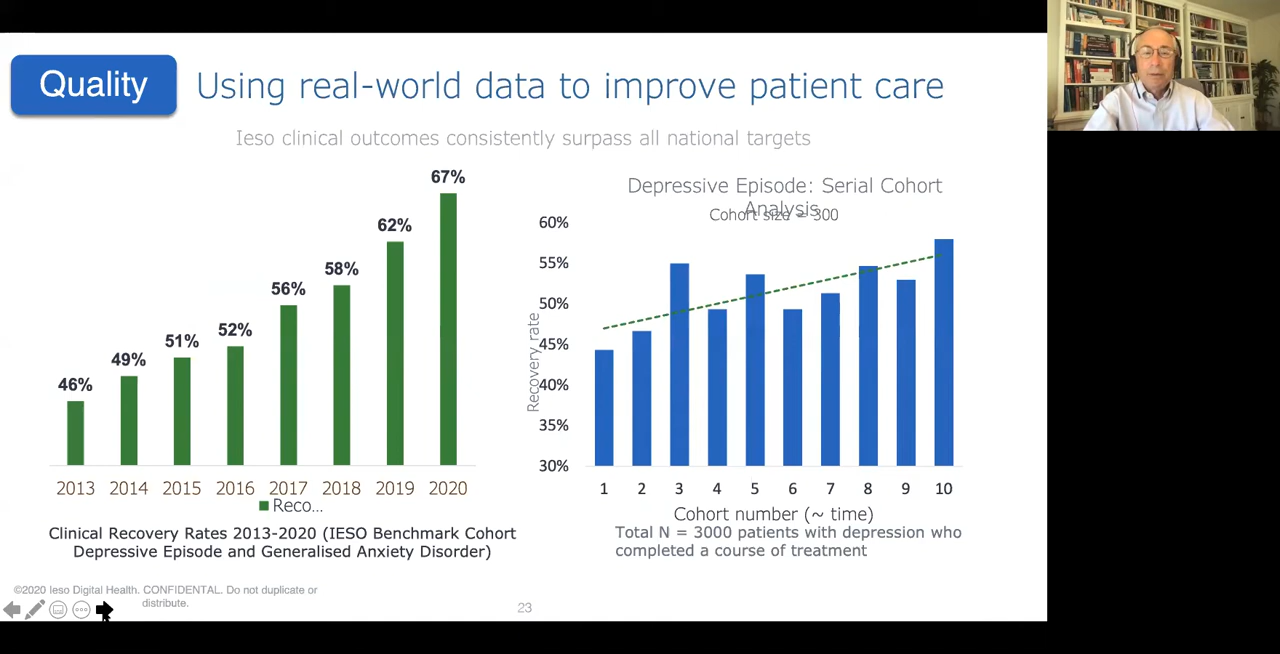 Quality
Using real-world data to improve patient care
Ieso clinical outcomes consistently surpass all national targets
67%
62%
58%
56%
52%
51%
49%
46%
2013 2014 2015 2016 2017 2018 2019 2020
Reco...
Clinical Recovery Rates 2013-2020 (IESO Benchmark Cohort
Depressive Episode and Generalised Anxiety Disorder)
Depressive Episode: Serial Cohort
Analysis
Cohort size = 300
60%
55%
50%
45%
40%
35%
30%
Recovery rate
1 2 3 4 5 6 7 8 9 10
Cohort number (~ time)
Total N = 3000 patients with depression who
completed a course of treatment
©2020 Ieso Digital Health. CONFIDENTAL. Do not duplicate or
distribute.
23